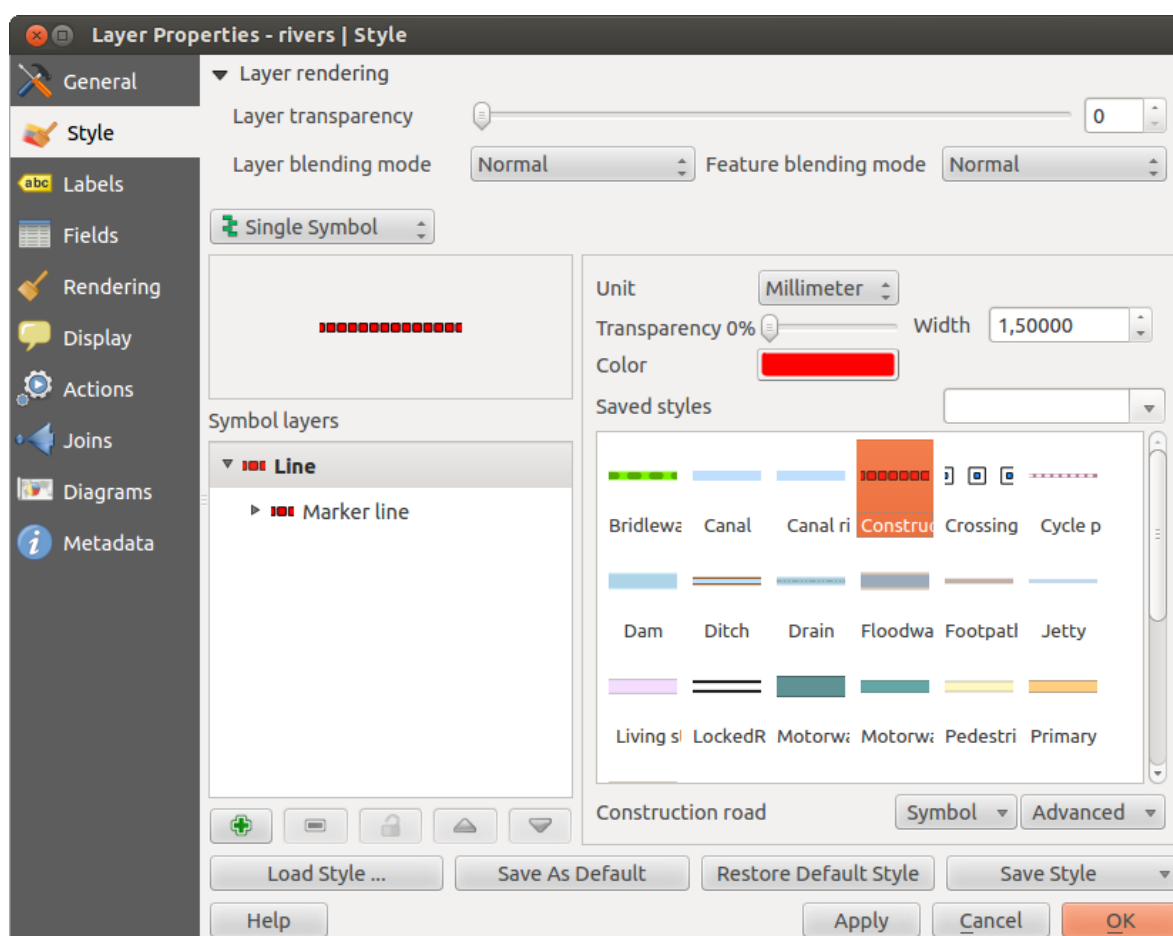 Layer Properties - rivers | Style
General
Style
abc Labels
Fields
Rendering
Display
Actions
Joins
Diagrams
i Metadata
Layer rendering
Layer transparency 0
Layer blending mode Normal Feature blending mode Normal
Single Symbol
Unit Millimeter
Transparency 0% Width 1,50000
Color
Saved styles
Symbol layers
Line
Marker line
Bridlewa Canal Canal ri Construc Crossing Cycle p
Dam Ditch Drain Floodwa Footpatl Jetty
Living s LockedR Motorwa Motorwa Pedestri Primary
Construction road Symbol Advanced
Load Style ... Save As Default Restore Default Style Save Style
Help Apply Cancel OK